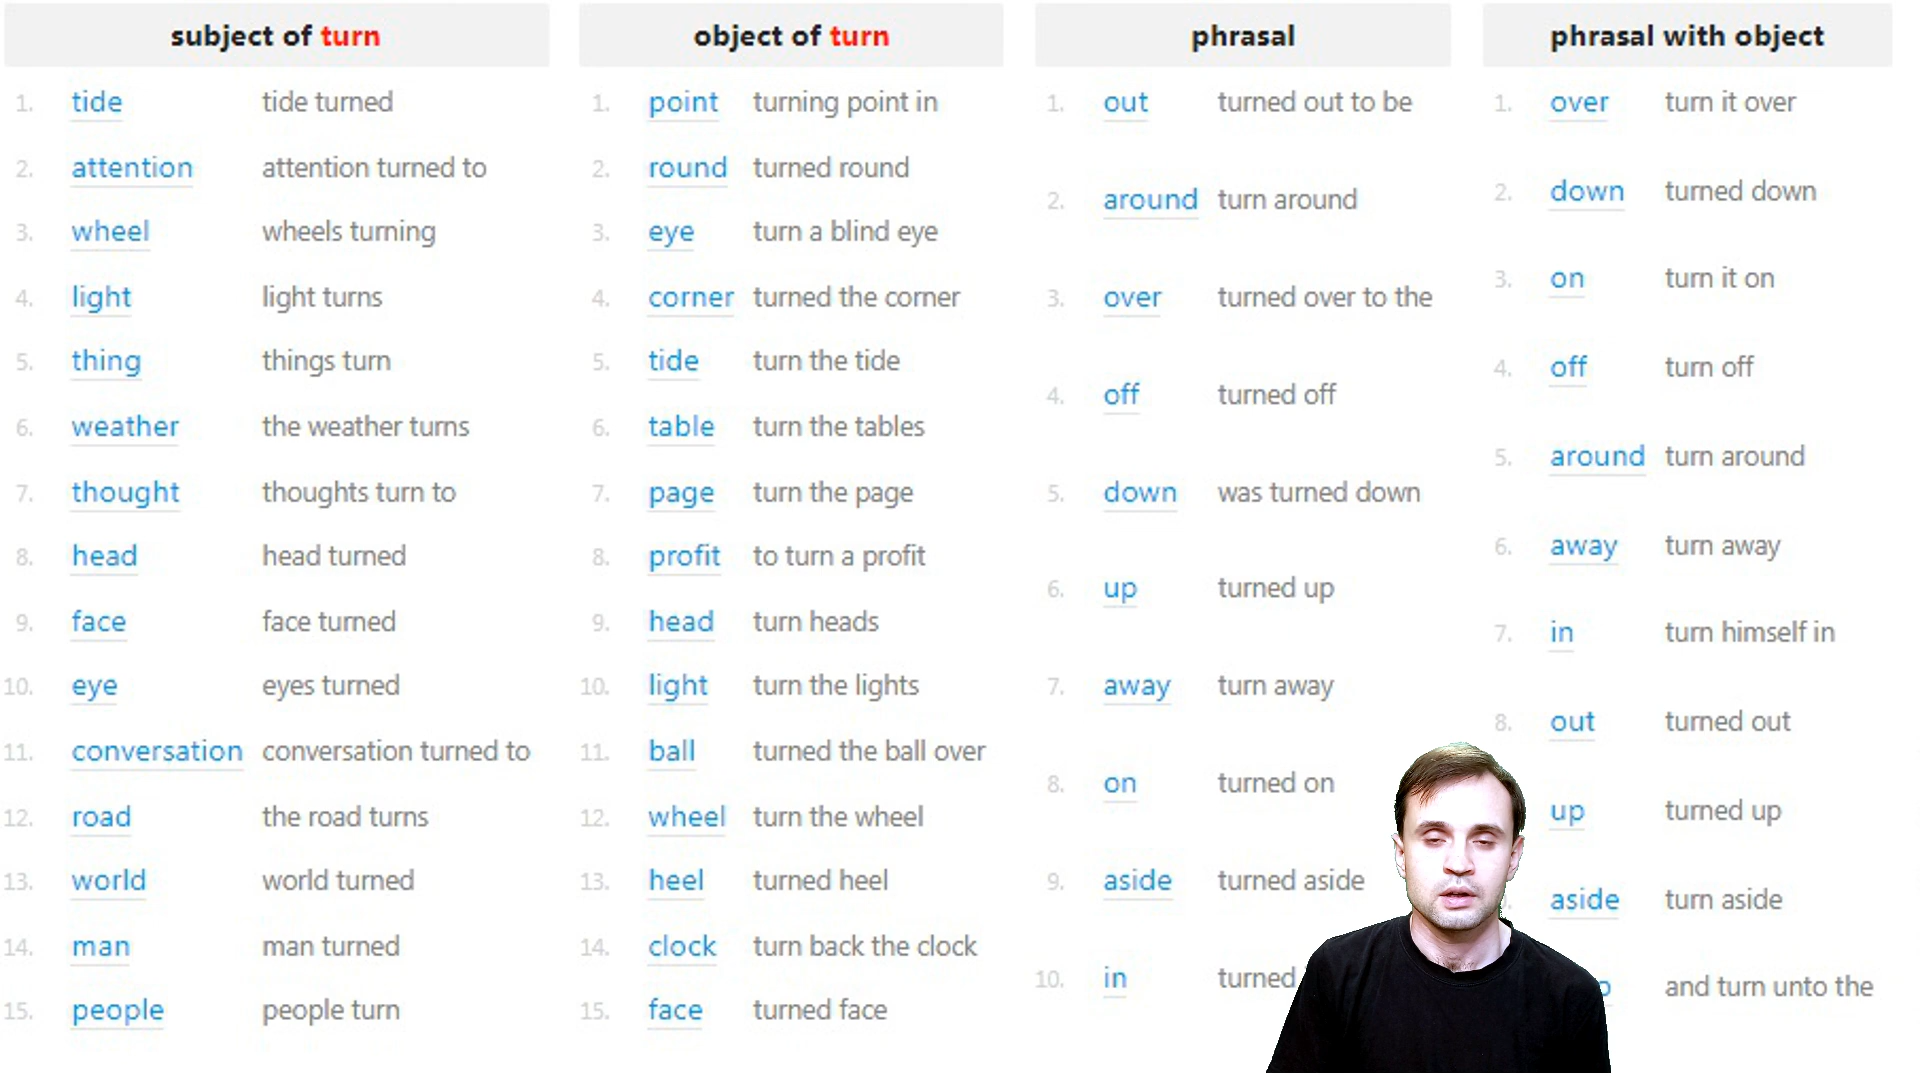 subject of turn
1. tide tide turned
2. attention attention turned to
3. wheel wheels turning
4. light light turns
5. thing things turn
6. weather the weather turns
7. thought thoughts turn to
8. head head turned
9. face face turned
10. eye eyes turned
11. conversation conversation turned to
12. road the road turns
13. world world turned
14. man man turned
15. people people turn
object of turn
1. point turning point in
2. round turned round
3. eye turn a blind eye
4. corner turned the corner
5. tide turn the tide
6. table turn the tables
7. page turn the page
8. profit to turn a profit
9. head turn heads
10. light turn the lights
11. ball turned the ball over
12. wheel turn the wheel
13. heel turned heel
14. clock turn back the clock
15. face turned face
phrasal
1. out turned out to be
2. around turn around
3. over turned over to the
4. off turned off
5. down was turned down
6. up turned up
7. away turn away
8. on turned on
9. aside turned aside
10. in turned
phrasal with object
1. over turn it over
2. down turned down
3. on turn it on
4. off turn off
5. around turn around
6. away turn away
7. in turn himself in
8. out turned out
up turned up
aside turn aside
and turn unto the